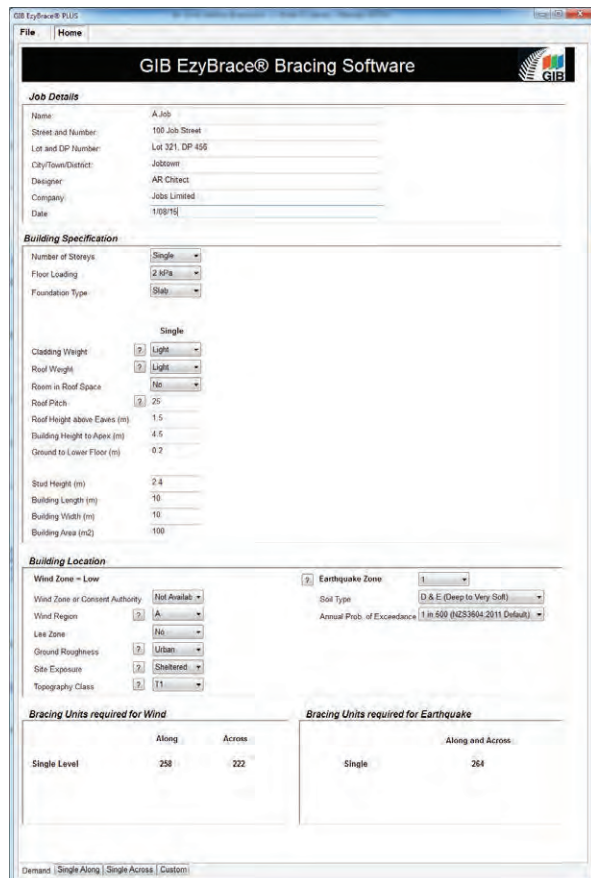 GIB EzyBrace® PLUS
File Home
GIB EzyBrace® Bracing Software
GIB
Job Details
Name: A Job
Street and Number: 100 Job Street
Lot and DP Number: Lot 321, DP 456
City/Town/District: Jobtown
Designer AR Chitect
Company: Jobs Limited
Date 1/08/15
Building Specification
Number of Storeys Single
Floor Loading 2 kPa
Foundation Type Slab
Single
Cladding Weight ? Light
Roof Weight ? Light
Room in Roof Space No
Roof Pitch ? 25
Roof Height above Eaves (m) 1.5
Building Height to Apex (m) 4.5
Ground to Lower Floor (m) 0.2
Stud Height (m) 2.4
Building Length (m) 10
Building Width (m) 10
Building Area (m2) 100
Building Location
Wind Zone = Low ? Earthquake Zone 1
Wind Zone or Consent Authority Not Availab Soil Type D & E (Deep to Very Soft)
Wind Region ? A Annual Prob. of Exceedance 1 in 500 (NZS3604:2011 Default)
Lee Zone No
Ground Roughness ? Urban
Site Exposure ? Sheltered
Topography Class ? T1
Bracing Units required for Wind Bracing Units required for Earthquake
Along Across Along and Across
Single Level 258 222 Single 264
Demand Single Along Single Across Custom